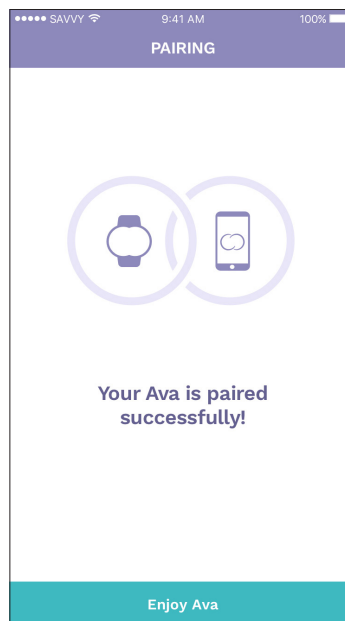 SAVVY 9:41 AM 100%
PAIRING
Your Ava is paired
successfully!
Enjoy Ava